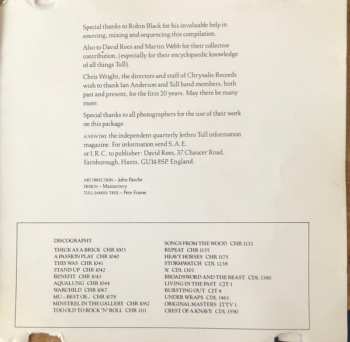 Special thanks to Robin Black for his invaluable help in
sourcing, mixing and sequencing this compilation.
Also to David Rees and Martin Webb for their collective
contribution, (especially for their encyclopaedic knowledge
of all things Tull).
Chris Wright, the directors and staff of Chrysalis Records
wish to thank Ian Anderson and Tull band members, both
past and present, for the first 20 years. May there be many
more.
Special thanks to all photographers for the use of their work
on this package.
A NEW DAY the independent quarterly Jethro Tull information
magazine. For information send S.A.E.
or I.R.C. to publisher: David Rees, 37 Chaucer Road,
Farnborough, Hants. GU14 8SP. England.
ART DIRECTION – John Pasche
DESIGN –
TULL FAMILY TREE – Pete Frame
DISCOGRAPHY
THICK AS A BRICK CHR 1003
A PASSION PLAY CHR 1040
THIS WAS CHR 1041
STAND UP CHR 1042
BENEFIT CHR 1043
AQUALUNG CHR 1044
WARCHILD CHR 1067
MU – BEST OF... CHR 1078
MINSTREL IN THE GALLERY CHR 1082
TOO OLD TO ROCK 'N' ROLL CHR 1111
SONGS FROM THE WOOD CHR 1132
REPEAT CHR 1135
HEAVY HORSES CHR 1175
STORMWATCH CDL 1238
'A' CDL 1301
BROADSWORD AND THE BEAST CDL 1380
LIVING IN THE PAST CJT 1
BURSTING OUT CJT 4
UNDER WRAPS CDL 1461
ORIGINAL MASTERS JTTV 1
CREST OF A KNAVE CDL 1590